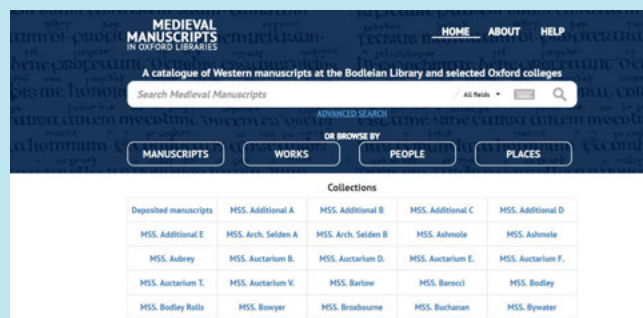 MEDIEVAL
MANUSCRIPTS
IN OXFORD LIBRARIES
HOME ABOUT HELP
A catalogue of Western manuscripts at the Bodleian Library and selected Oxford colleges
Search Medieval Manuscripts All fields
ADVANCED SEARCH
OR BROWSE BY
MANUSCRIPTS WORKS PEOPLE PLACES
Collections
Deposited manuscripts MSS. Additional A MSS. Additional B MSS. Additional C MSS. Additional D
MSS. Additional E MSS. Arch. Selden A MSS. Arch. Selden B MSS. Ashmole MSS. Ashmole
MSS. Aubrey MSS. Auctarium B. MSS. Auctarium D. MSS. Auctarium E. MSS. Auctarium F.
MSS. Auctarium T. MSS. Auctarium V. MSS. Barlow MSS. Barocci MSS. Bodley
MSS. Bodley Rolls MSS. Bowyer MSS. Broxbourne MSS. Buchanan MSS. Bywater